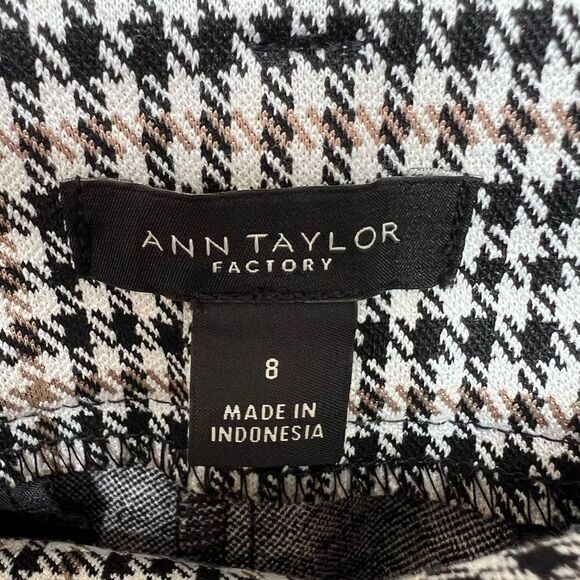 ANN TAYLOR
FACTORY
8
MADE IN
INDONESIA